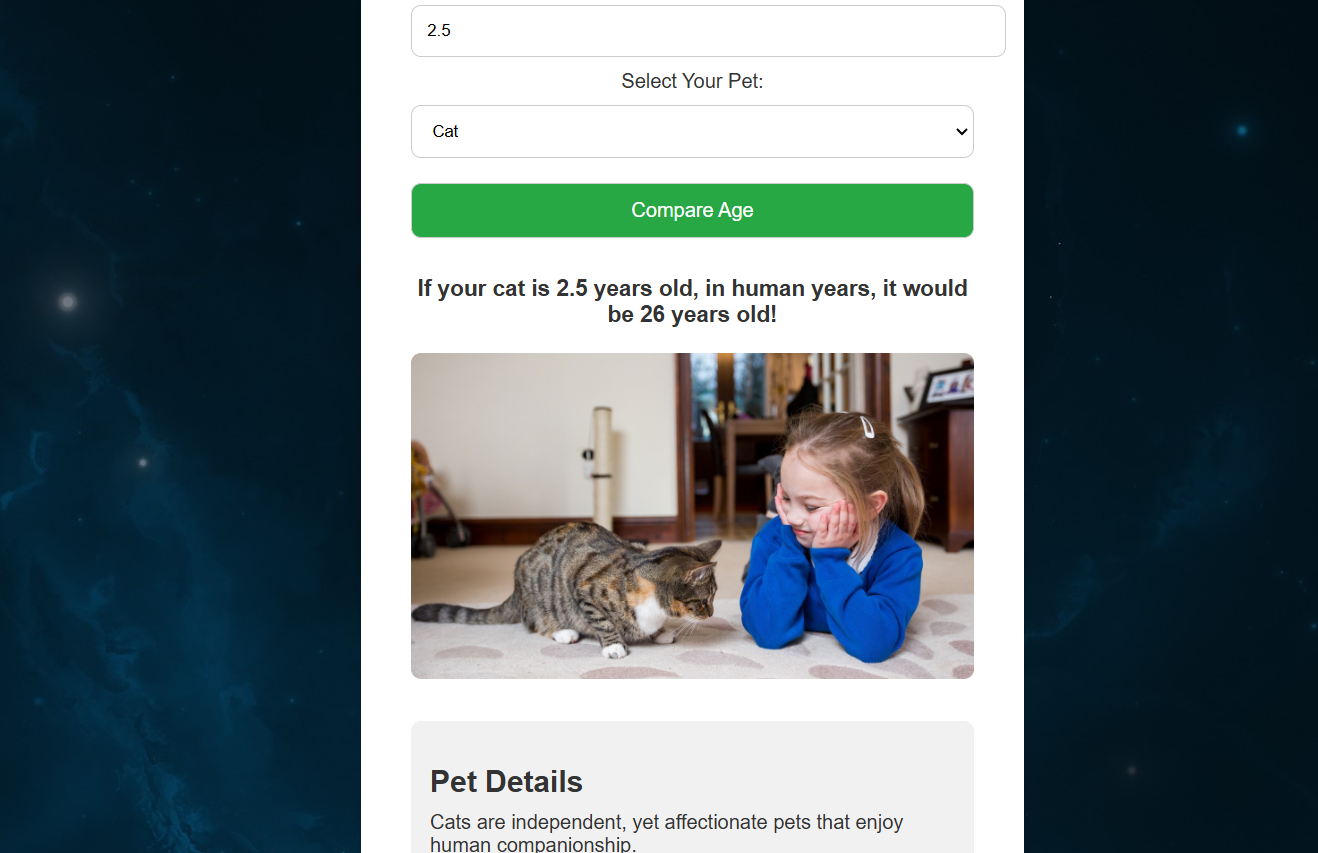 2.5
Select Your Pet:
Cat
Compare Age
If your cat is 2.5 years old, in human years, it would
be 26 years old!
Pet Details
Cats are independent, yet affectionate pets that enjoy
human companionship.